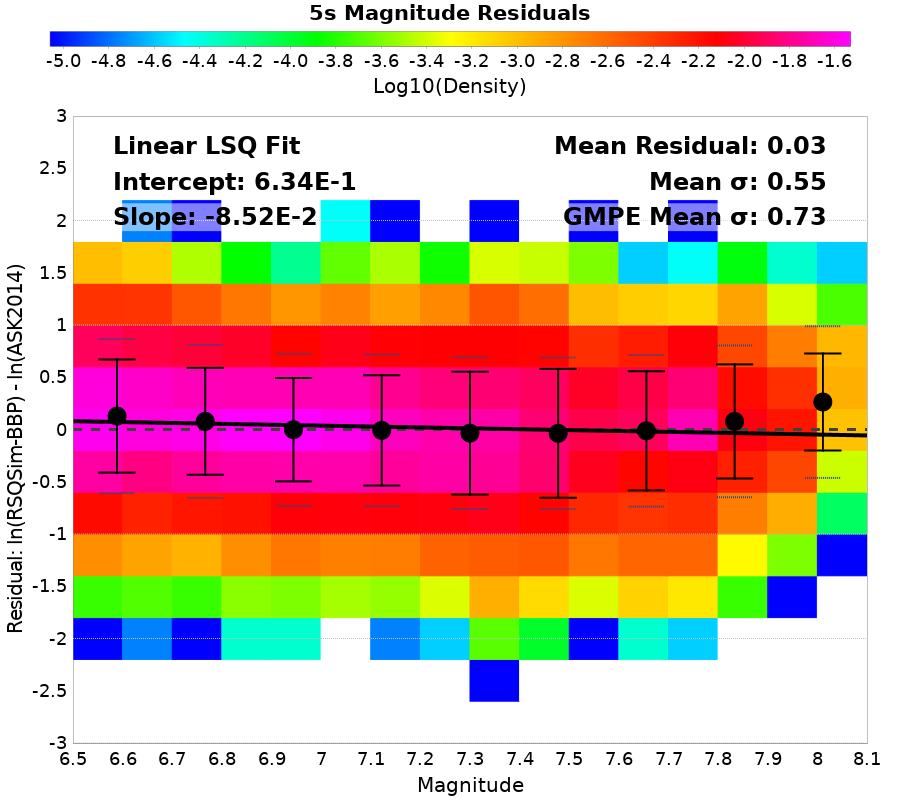 5s Magnitude Residuals
-5.0 -4.8 -4.6 -4.4 -4.2 -4.0 -3.8 -3.6 -3.4 -3.2 -3.0 -2.8 -2.6 -2.4 -2.2 -2.0 -1.8 -1.6
Log10(Density)
Linear LSQ Fit
Intercept: 6.34E-1
Slope: -8.52E-2
Mean Residual: 0.03
Mean σ: 0.55
GMPE Mean σ: 0.73
Residual: ln(RSQSim-BBP) - ln(ASK2014)
3
2.5
2
1.5
1
0.5
0
-0.5
-1
-1.5
-2
-2.5
-3
6.5 6.6 6.7 6.8 6.9 7 7.1 7.2 7.3 7.4 7.5 7.6 7.7 7.8 7.9 8 8.1
Magnitude